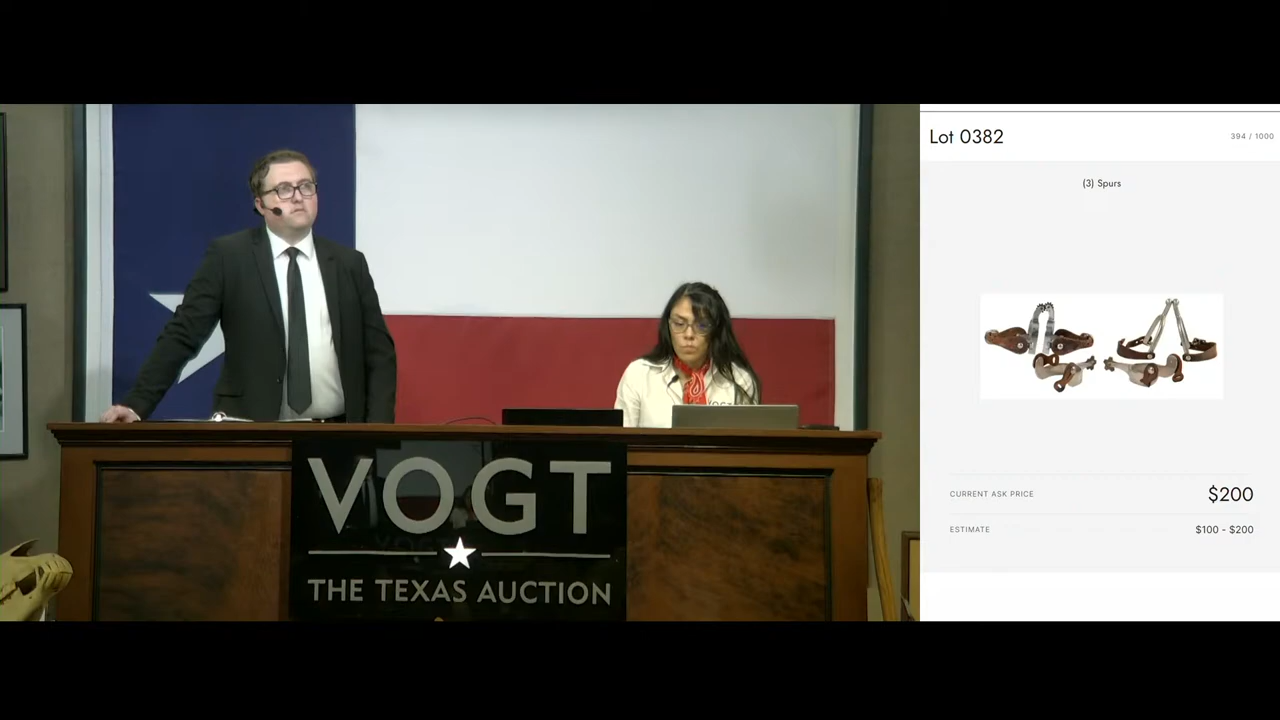 Lot 0382
394 / 1000
(3) Spurs
CURRENT ASK PRICE
$200
ESTIMATE
$100 - $200
VOGT
THE TEXAS AUCTION